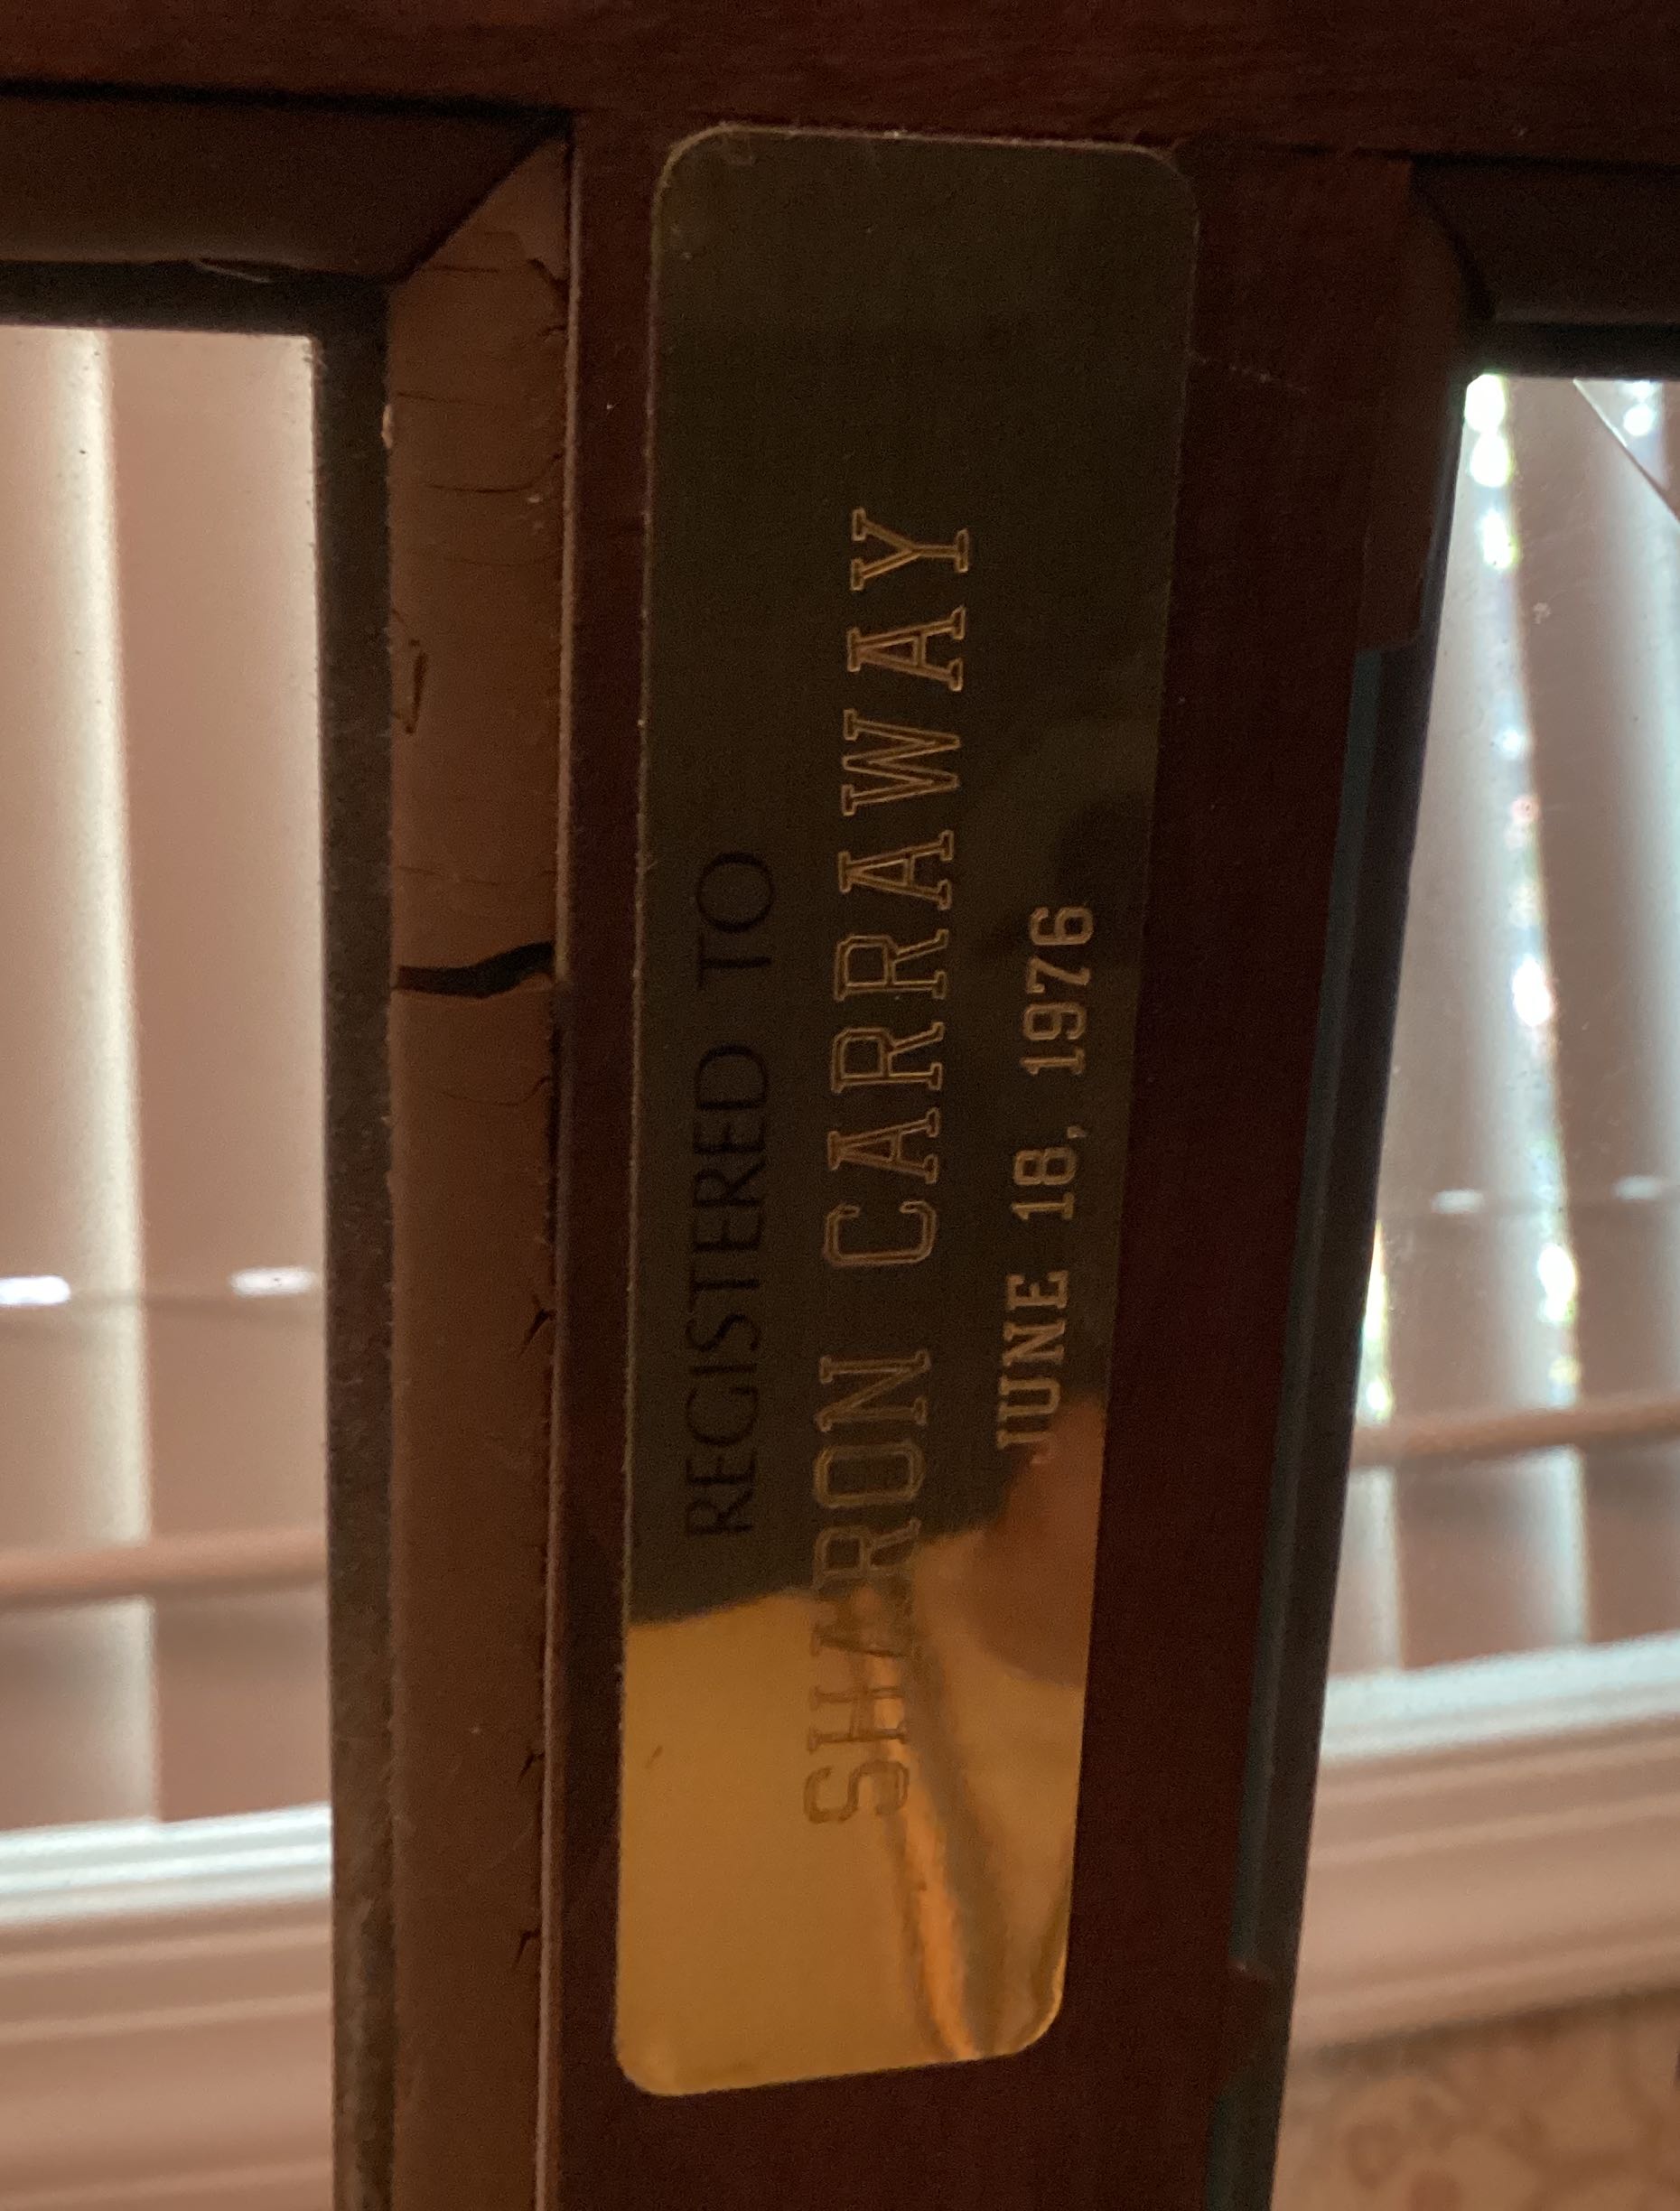 REGISTERED TO
SHARON CARRAWAY
JUNE 18, 1976